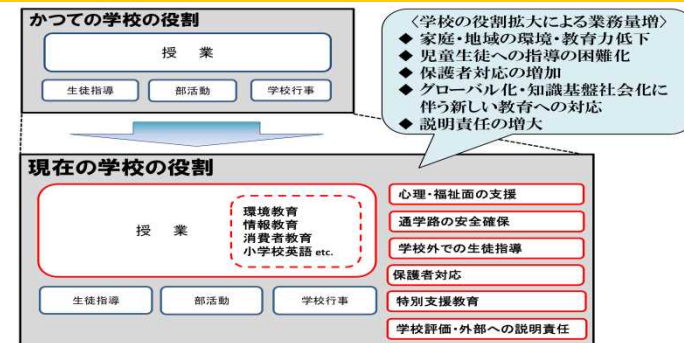 かつての学校の役割
授 業
生徒指導
部活動
学校行事
〈学校の役割拡大による業務量増〉
◆ 家庭・地域の環境・教育力低下
◆ 児童生徒への指導の困難化
◆ 保護者対応の増加
◆ グローバル化・知識基盤社会化に
伴う新しい教育への対応
◆ 説明責任の増大
現在の学校の役割
授 業
環境教育
情報教育
消費者教育
小学校英語 etc.
生徒指導
部活動
学校行事
心理・福祉面の支援
通学路の安全確保
学校外での生徒指導
保護者対応
特別支援教育
学校評価・外部への説明責任